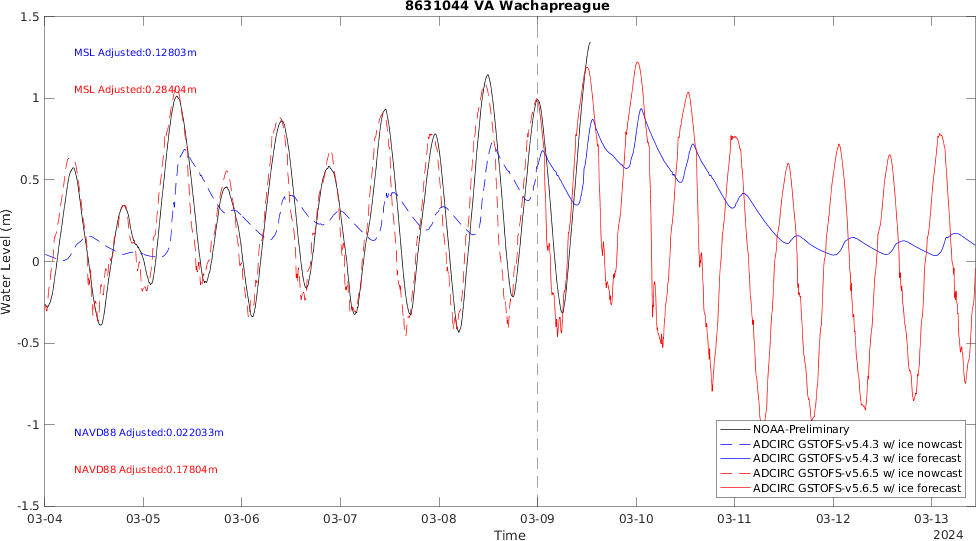 8631044 VA Wachapreague
1.5
MSL Adjusted:0.12803m
MSL Adjusted:0.28404m
1
0.5
Water Level (m)
0
-0.5
-1
NAVD88 Adjusted:0.022033m
NAVD88 Adjusted:0.17804m
NOAA-Preliminary
ADCIRC GSTOFS-v5.4.3 w/ ice nowcast
ADCIRC GSTOFS-v5.4.3 w/ ice forecast
ADCIRC GSTOFS-v5.6.5 w/ ice nowcast
ADCIRC GSTOFS-v5.6.5 w/ ice forecast
-1.5
03-04 03-05 03-06 03-07 03-08 03-09 03-10 03-11 03-12 03-13
Time
2024